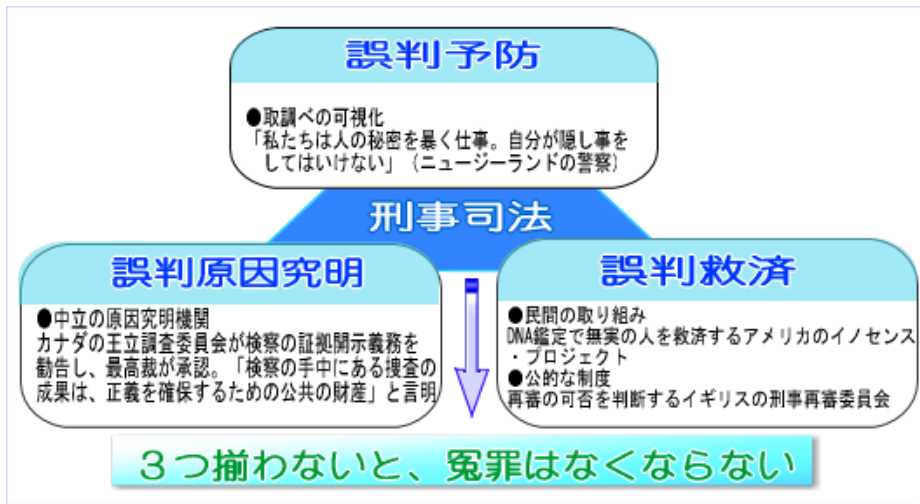 誤判予防
●取調べの可視化
「私たちは人の秘密を暴く仕事。自分が隠し事を
してはいけない」（ニュージーランドの警察）
刑事司法
誤判原因究明
●中立の原因究明機関
カナダの王立調査委員会が検察の証拠開示義務を
勧告し、最高裁が承認。「検察の手中にある捜査の
成果は、正義を確保するための公共の財産」と言明
誤判救済
●民間の取り組み
DNA鑑定で無実の人を救済するアメリカのイノセンス
・プロジェクト
●公的な制度
再審の可否を判断するイギリスの刑事再審委員会
３つ揃わないと、冤罪はなくならない